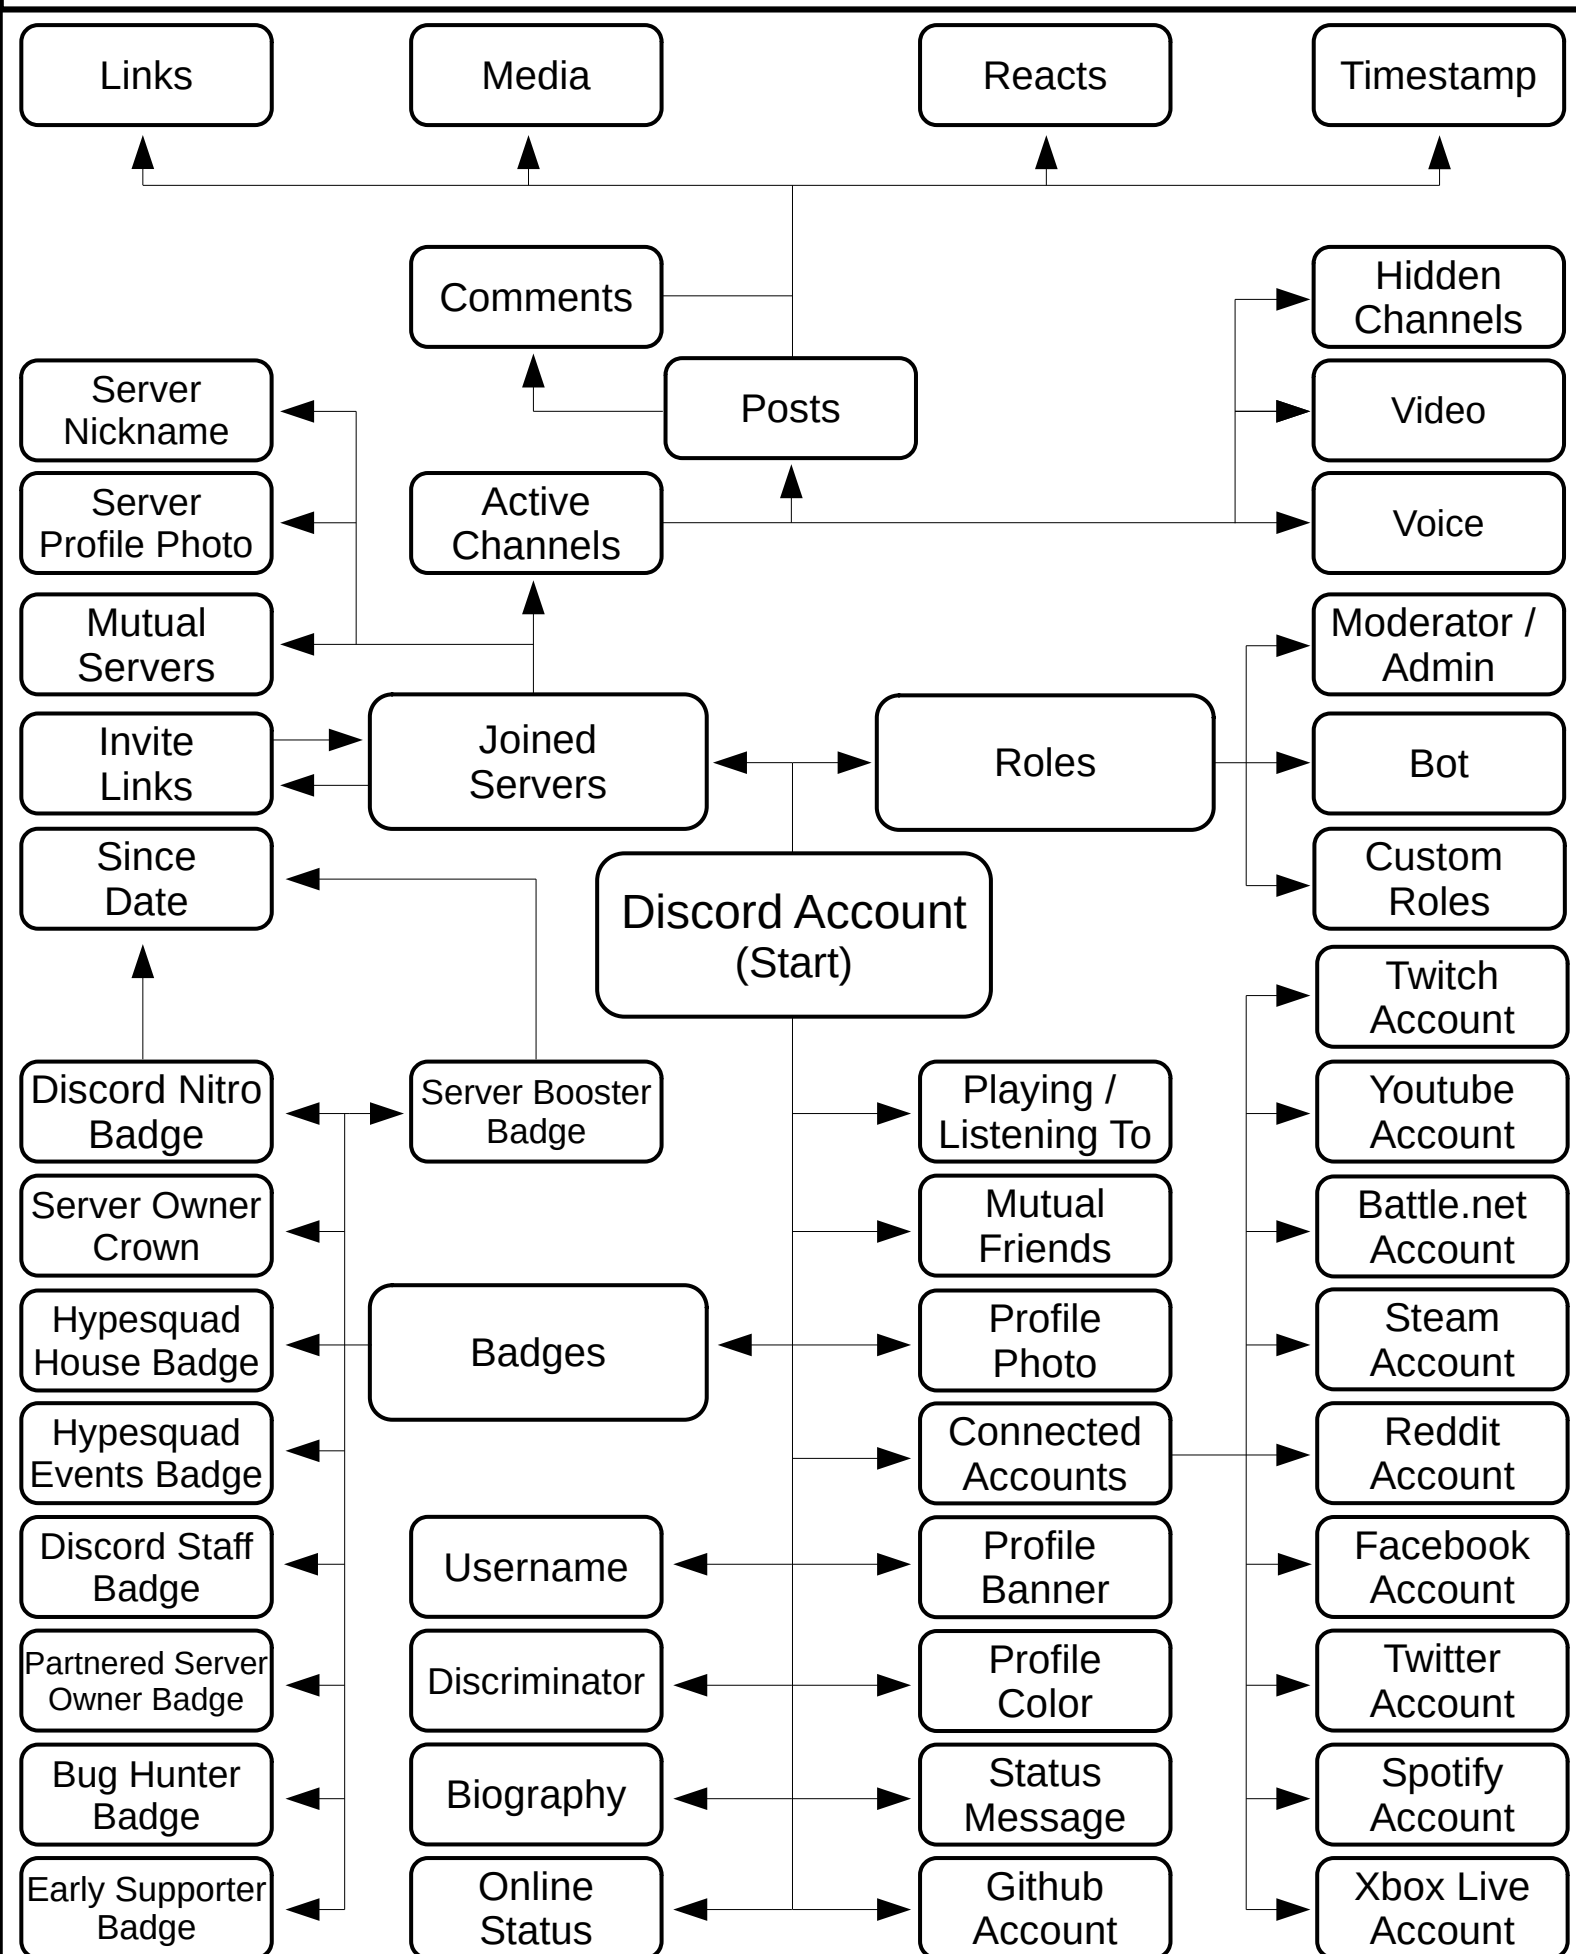 Links
Media
Reacts
Timestamp
Comments
Hidden
Channels
Server
Nickname
Posts
Video
Server
Profile Photo
Active
Channels
Voice
Mutual
Servers
Moderator /
Admin
Invite
Links
Joined
Servers
Roles
Bot
Since
Date
Discord Account
(Start)
Custom
Roles
Twitch
Account
Discord Nitro
Badge
Server Booster
Badge
Playing /
Listening To
Youtube
Account
Server Owner
Crown
Mutual
Friends
Battle.net
Account
Hypesquad
House Badge
Badges
Profile
Photo
Steam
Account
Hypesquad
Events Badge
Connected
Accounts
Reddit
Account
Discord Staff
Badge
Username
Profile
Banner
Facebook
Account
Partnered Server
Owner Badge
Discriminator
Profile
Color
Twitter
Account
Bug Hunter
Badge
Biography
Status
Message
Spotify
Account
Early Supporter
Badge
Online
Status
Github
Account
Xbox Live
Account